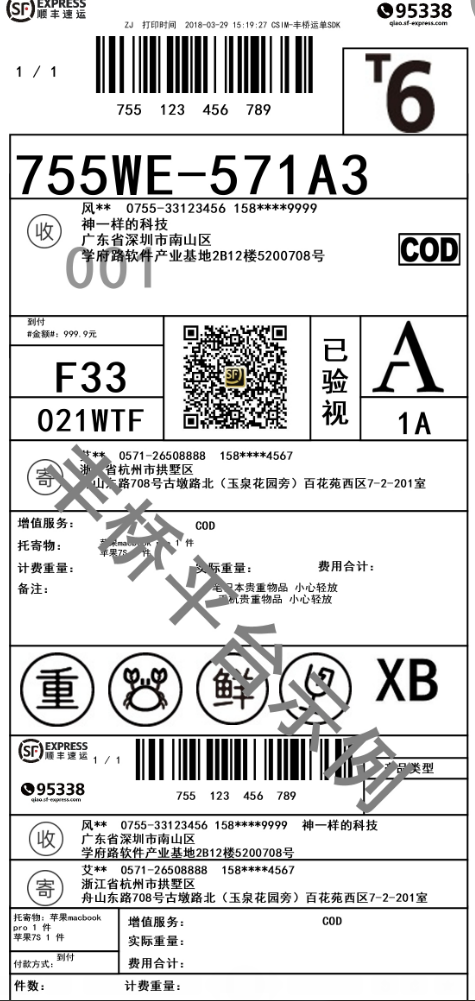 SF EXPRESS
顺丰速运
95338
qiao.sf-express.com
ZJ 打印时间 2018-03-29 15:19:27 CSIM-丰桥运单SDK
1 / 1
755 123 456 789
T6
755WE-571A3
收
风** 0755-33123456 158****9999
神一样的科技
广东省深圳市南山区
学府路软件产业基地2B12楼5200708号
001
COD
到付
#金额#: 999.9元
F33
021WTF
SF
已验视
A
1A
寄
艾** 0571-26508888 158****4567
浙江省杭州市拱墅区
舟山东路708号古墩路北（玉泉花园旁）百花苑西区7-2-201室
丰桥平台示例
增值服务: COD
托寄物: 苹果macbook pro 1 件
苹果7S 1 件
计费重量: 实际重量: 费用合计:
备注: 笔记本贵重物品 小心轻放
手机贵重物品 小心轻放
重
鲜
XB
SF EXPRESS
顺丰速运
1 / 1
95338
qiao.sf-express.com
755 123 456 789
产品类型
收
风** 0755-33123456 158****9999 神一样的科技
广东省深圳市南山区
学府路软件产业基地2B12楼5200708号
寄
艾** 0571-26508888 158****4567
浙江省杭州市拱墅区
舟山东路708号古墩路北（玉泉花园旁）百花苑西区7-2-201室
托寄物: 苹果macbook
pro 1 件
苹果7S 1 件
付款方式: 到付
增值服务: COD
实际重量:
费用合计:
件数: 计费重量: